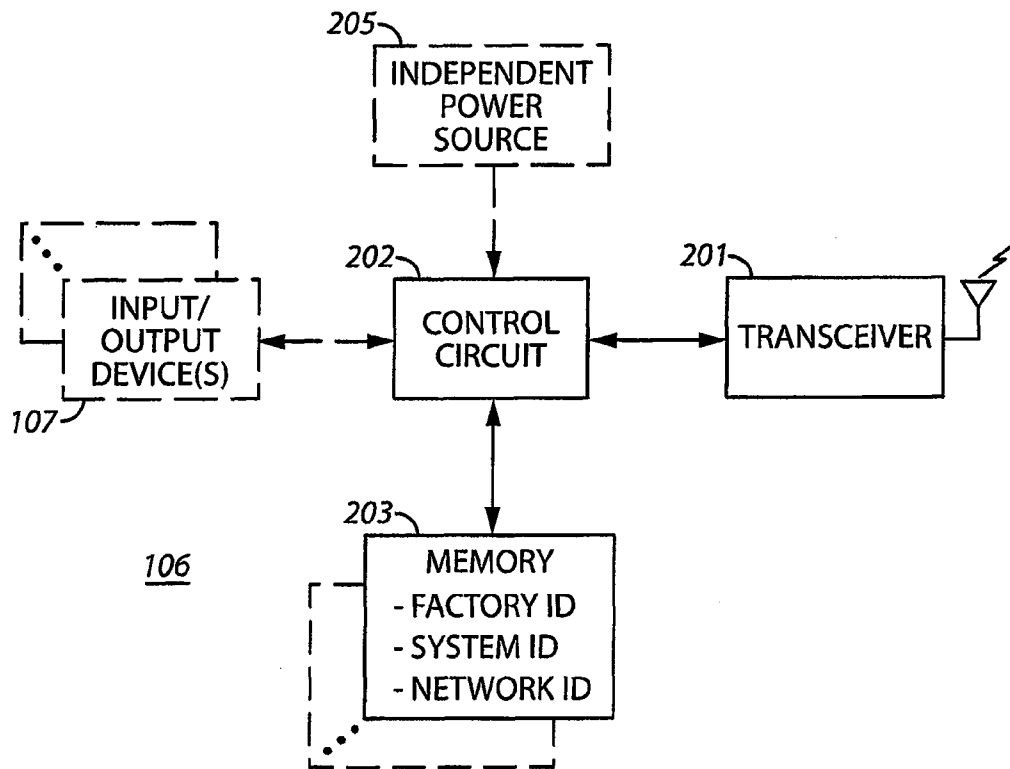 205
INDEPENDENT
POWER
SOURCE
202
201
INPUT/
OUTPUT
DEVICE(S)
CONTROL
CIRCUIT
TRANSCEIVER
107
203
106
MEMORY
- FACTORY ID
- SYSTEM ID
- NETWORK ID